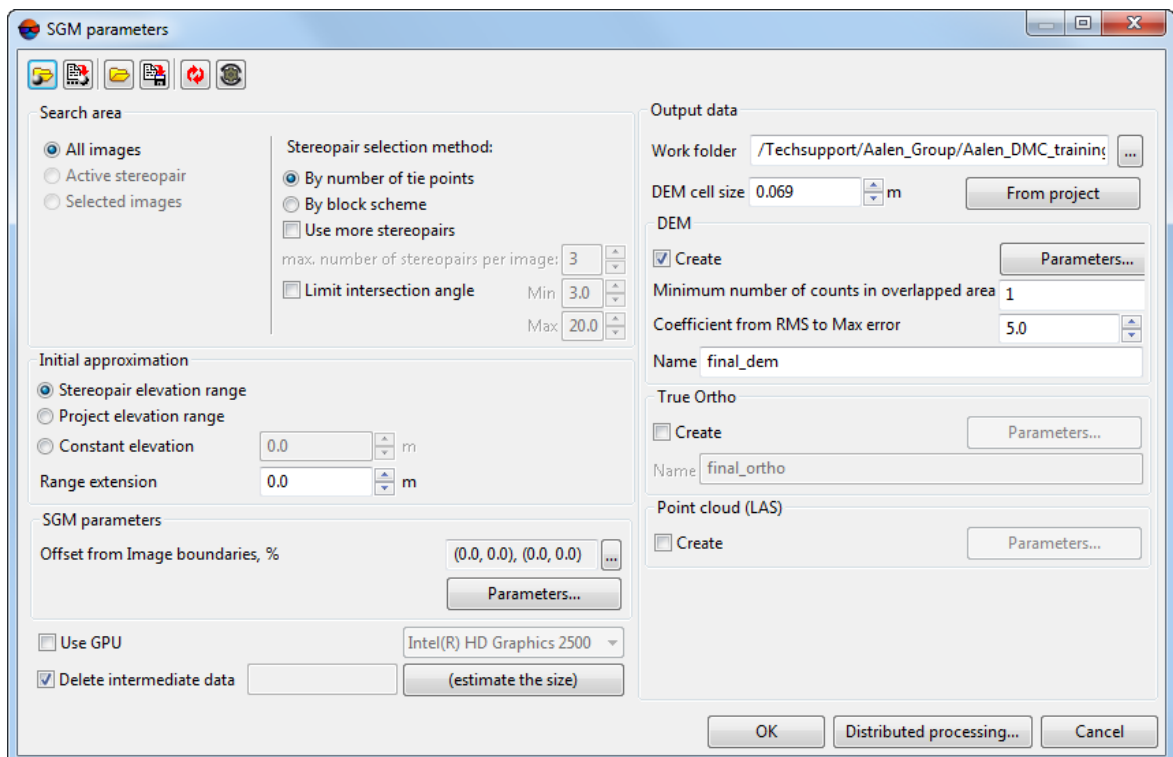 SGM parameters
Search area
All images
Active stereopair
Selected images
Stereopair selection method:
By number of tie points
By block scheme
Use more stereopairs
max. number of stereopairs per image: 3
Limit intersection angle Min 3.0
Max 20.0
Initial approximation
Stereopair elevation range
Project elevation range
Constant elevation 0.0 m
Range extension 0.0 m
SGM parameters
Offset from Image boundaries, % (0.0, 0.0), (0.0, 0.0) ...
Parameters...
Use GPU Intel(R) HD Graphics 2500
Delete intermediate data (estimate the size)
Output data
Work folder /Techsupport/Aalen_Group/Aalen_DMC_training ...
DEM cell size 0.069 m From project
DEM
Create Parameters...
Minimum number of counts in overlapped area 1
Coefficient from RMS to Max error 5.0
Name final_dem
True Ortho
Create Parameters...
Name final_ortho
Point cloud (LAS)
Create Parameters...
OK Distributed processing... Cancel